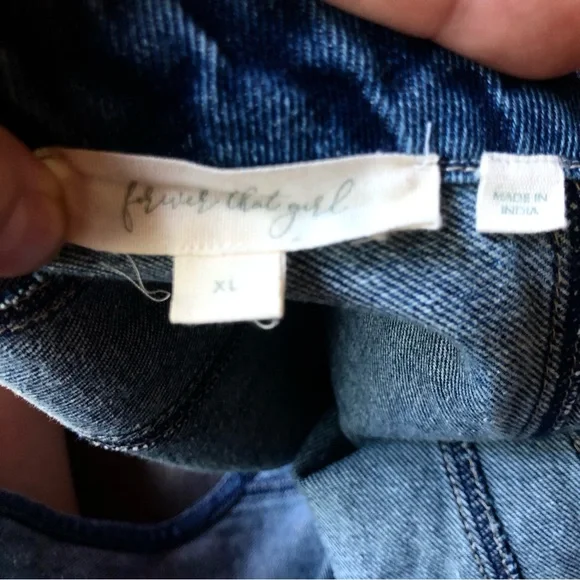 forever that girl
XL
MADE IN
INDIA